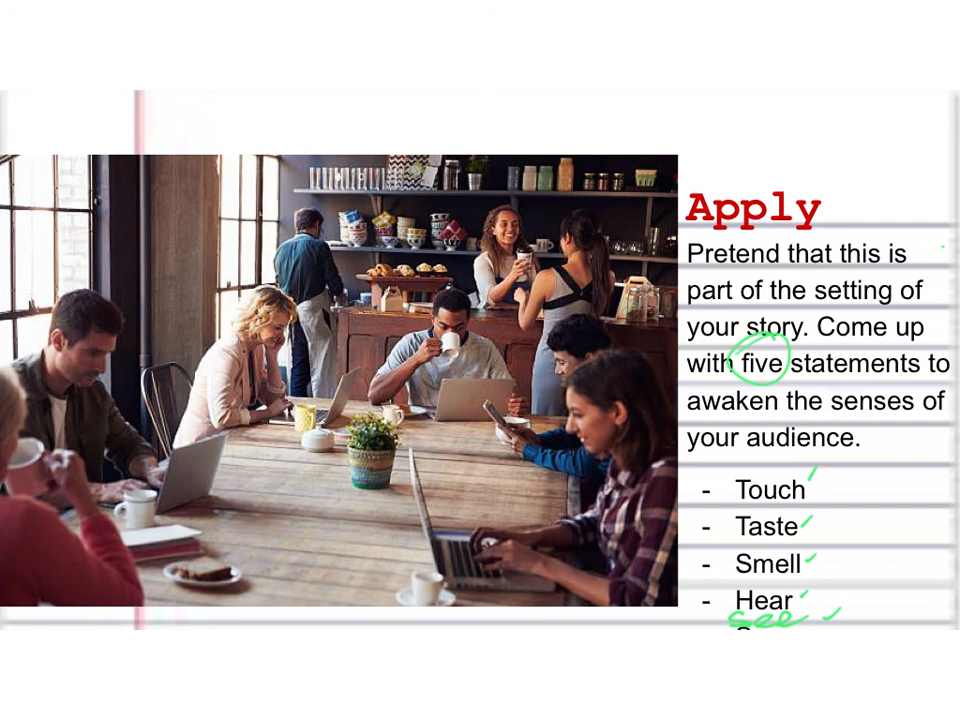 Apply
Pretend that this is
part of the setting of
your story. Come up
with five statements to
awaken the senses of
your audience.
- Touch
- Taste
- Smell
- Hear
See